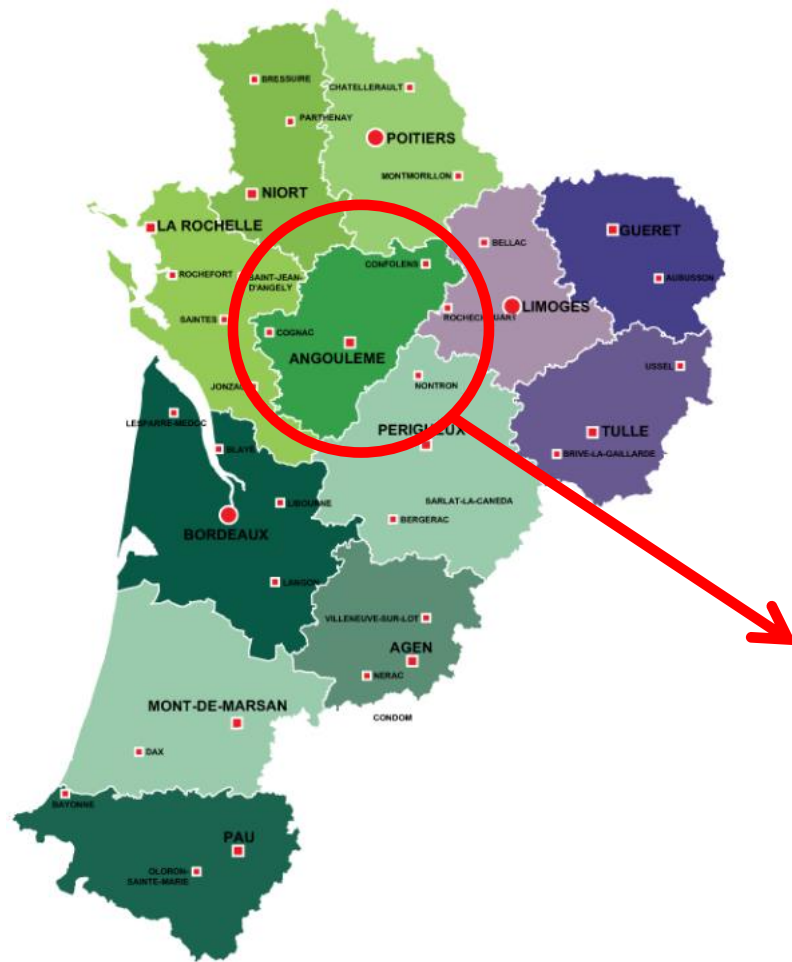 BRESSUIRE
CHATELLERAULT
PARTHENAY
POITIERS
MONTMORILLON
NIORT
LA ROCHELLE
GUERET
BELLAC
CONFOLENS
ROCHEFORT
SAINT-JEAN-
D'ANGELY
AUBUSSON
LIMOGES
ROCHECHOUART
SAINTES
COGNAC
ANGOULEME
USSEL
JONZAC
NONTRON
LESPARRE-MEDOC
PERIGUEUX
TULLE
BLAYE
BRIVE-LA-GAILLARDE
LIBOURNE
SARLAT-LA-CANEDA
BERGERAC
BORDEAUX
LANGON
VILLENEUVE-SUR-LOT
AGEN
NERAC
MONT-DE-MARSAN
CONDOM
DAX
BAYONNE
PAU
OLORON-
SAINTE-MARIE